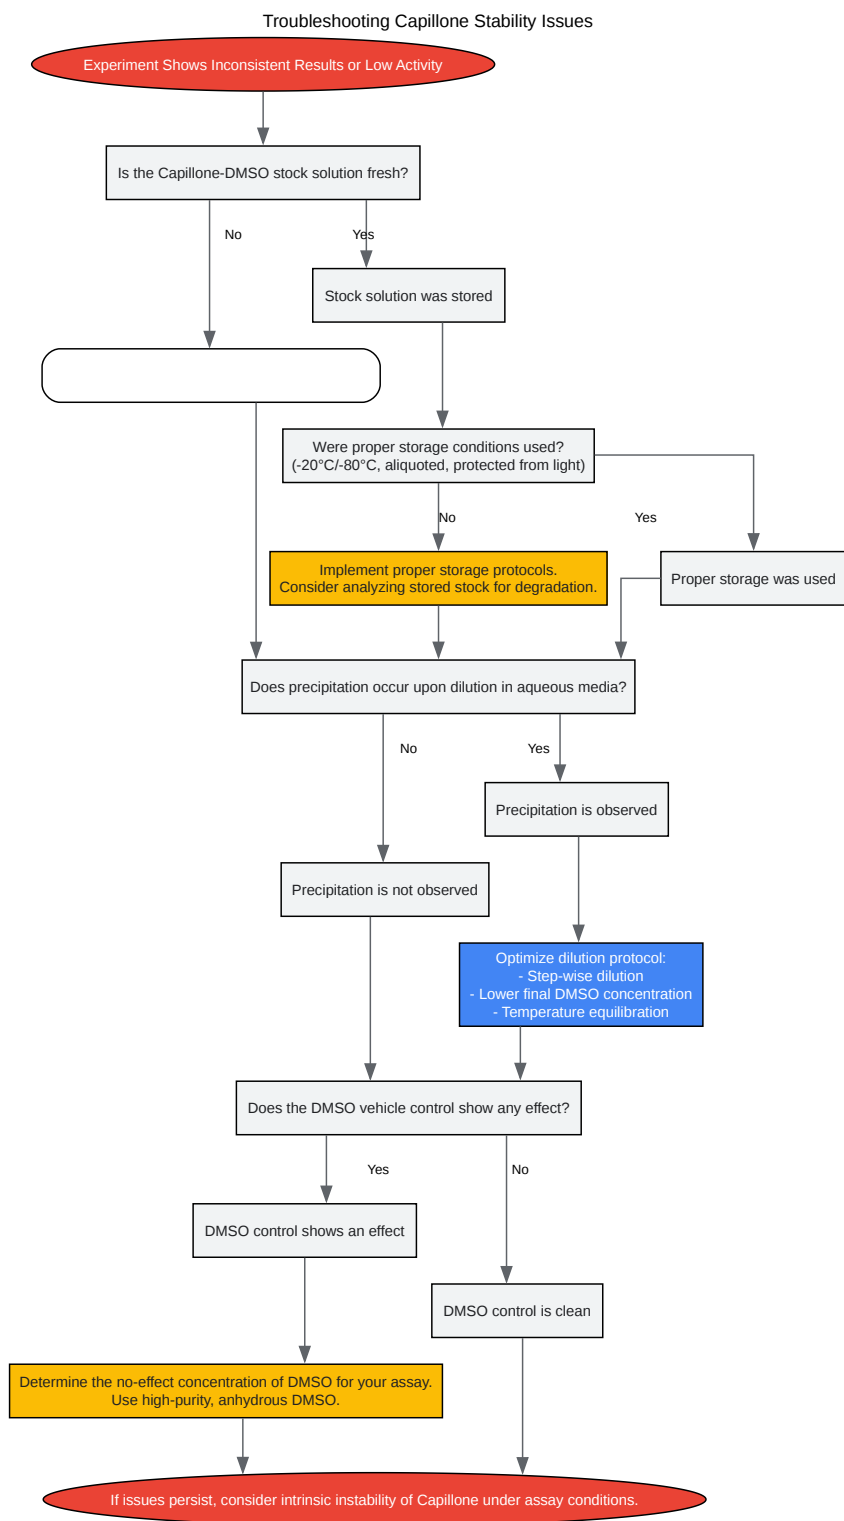 Troubleshooting Capillone Stability Issues
Experiment Shows Inconsistent Results or Low Activity
Is the Capillone-DMSO stock solution fresh?
No
Yes
Stock solution was stored
Were proper storage conditions used?
(-20°C/-80°C, aliquoted, protected from light)
No
Yes
Implement proper storage protocols.
Consider analyzing stored stock for degradation.
Proper storage was used
Does precipitation occur upon dilution in aqueous media?
No
Yes
Precipitation is observed
Precipitation is not observed
Optimize dilution protocol:
- Step-wise dilution
- Lower final DMSO concentration
- Temperature equilibration
Does the DMSO vehicle control show any effect?
Yes
No
DMSO control shows an effect
DMSO control is clean
Determine the no-effect concentration of DMSO for your assay.
Use high-purity, anhydrous DMSO.
If issues persist, consider intrinsic instability of Capillone under assay conditions.